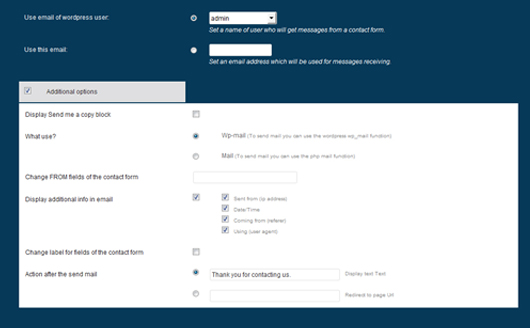 Use email of wordpress user:
admin
Set a name of user who will get messages from a contact form.
Use this email:
Set an email address which will be used for messages receiving.
Additional options
Display Send me a copy block
What use?
Wp-mail (To send mail you can use the wordpress wp_mail function)
Mail (To send mail you can use the php mail function)
Change FROM fields of the contact form
Display additional info in email
Sent from (ip address)
Date/Time
Coming from (referer)
Using (user agent)
Change label for fields of the contact form
Action after the send mail
Thank you for contacting us.
Display text Text
Redirect to page Url